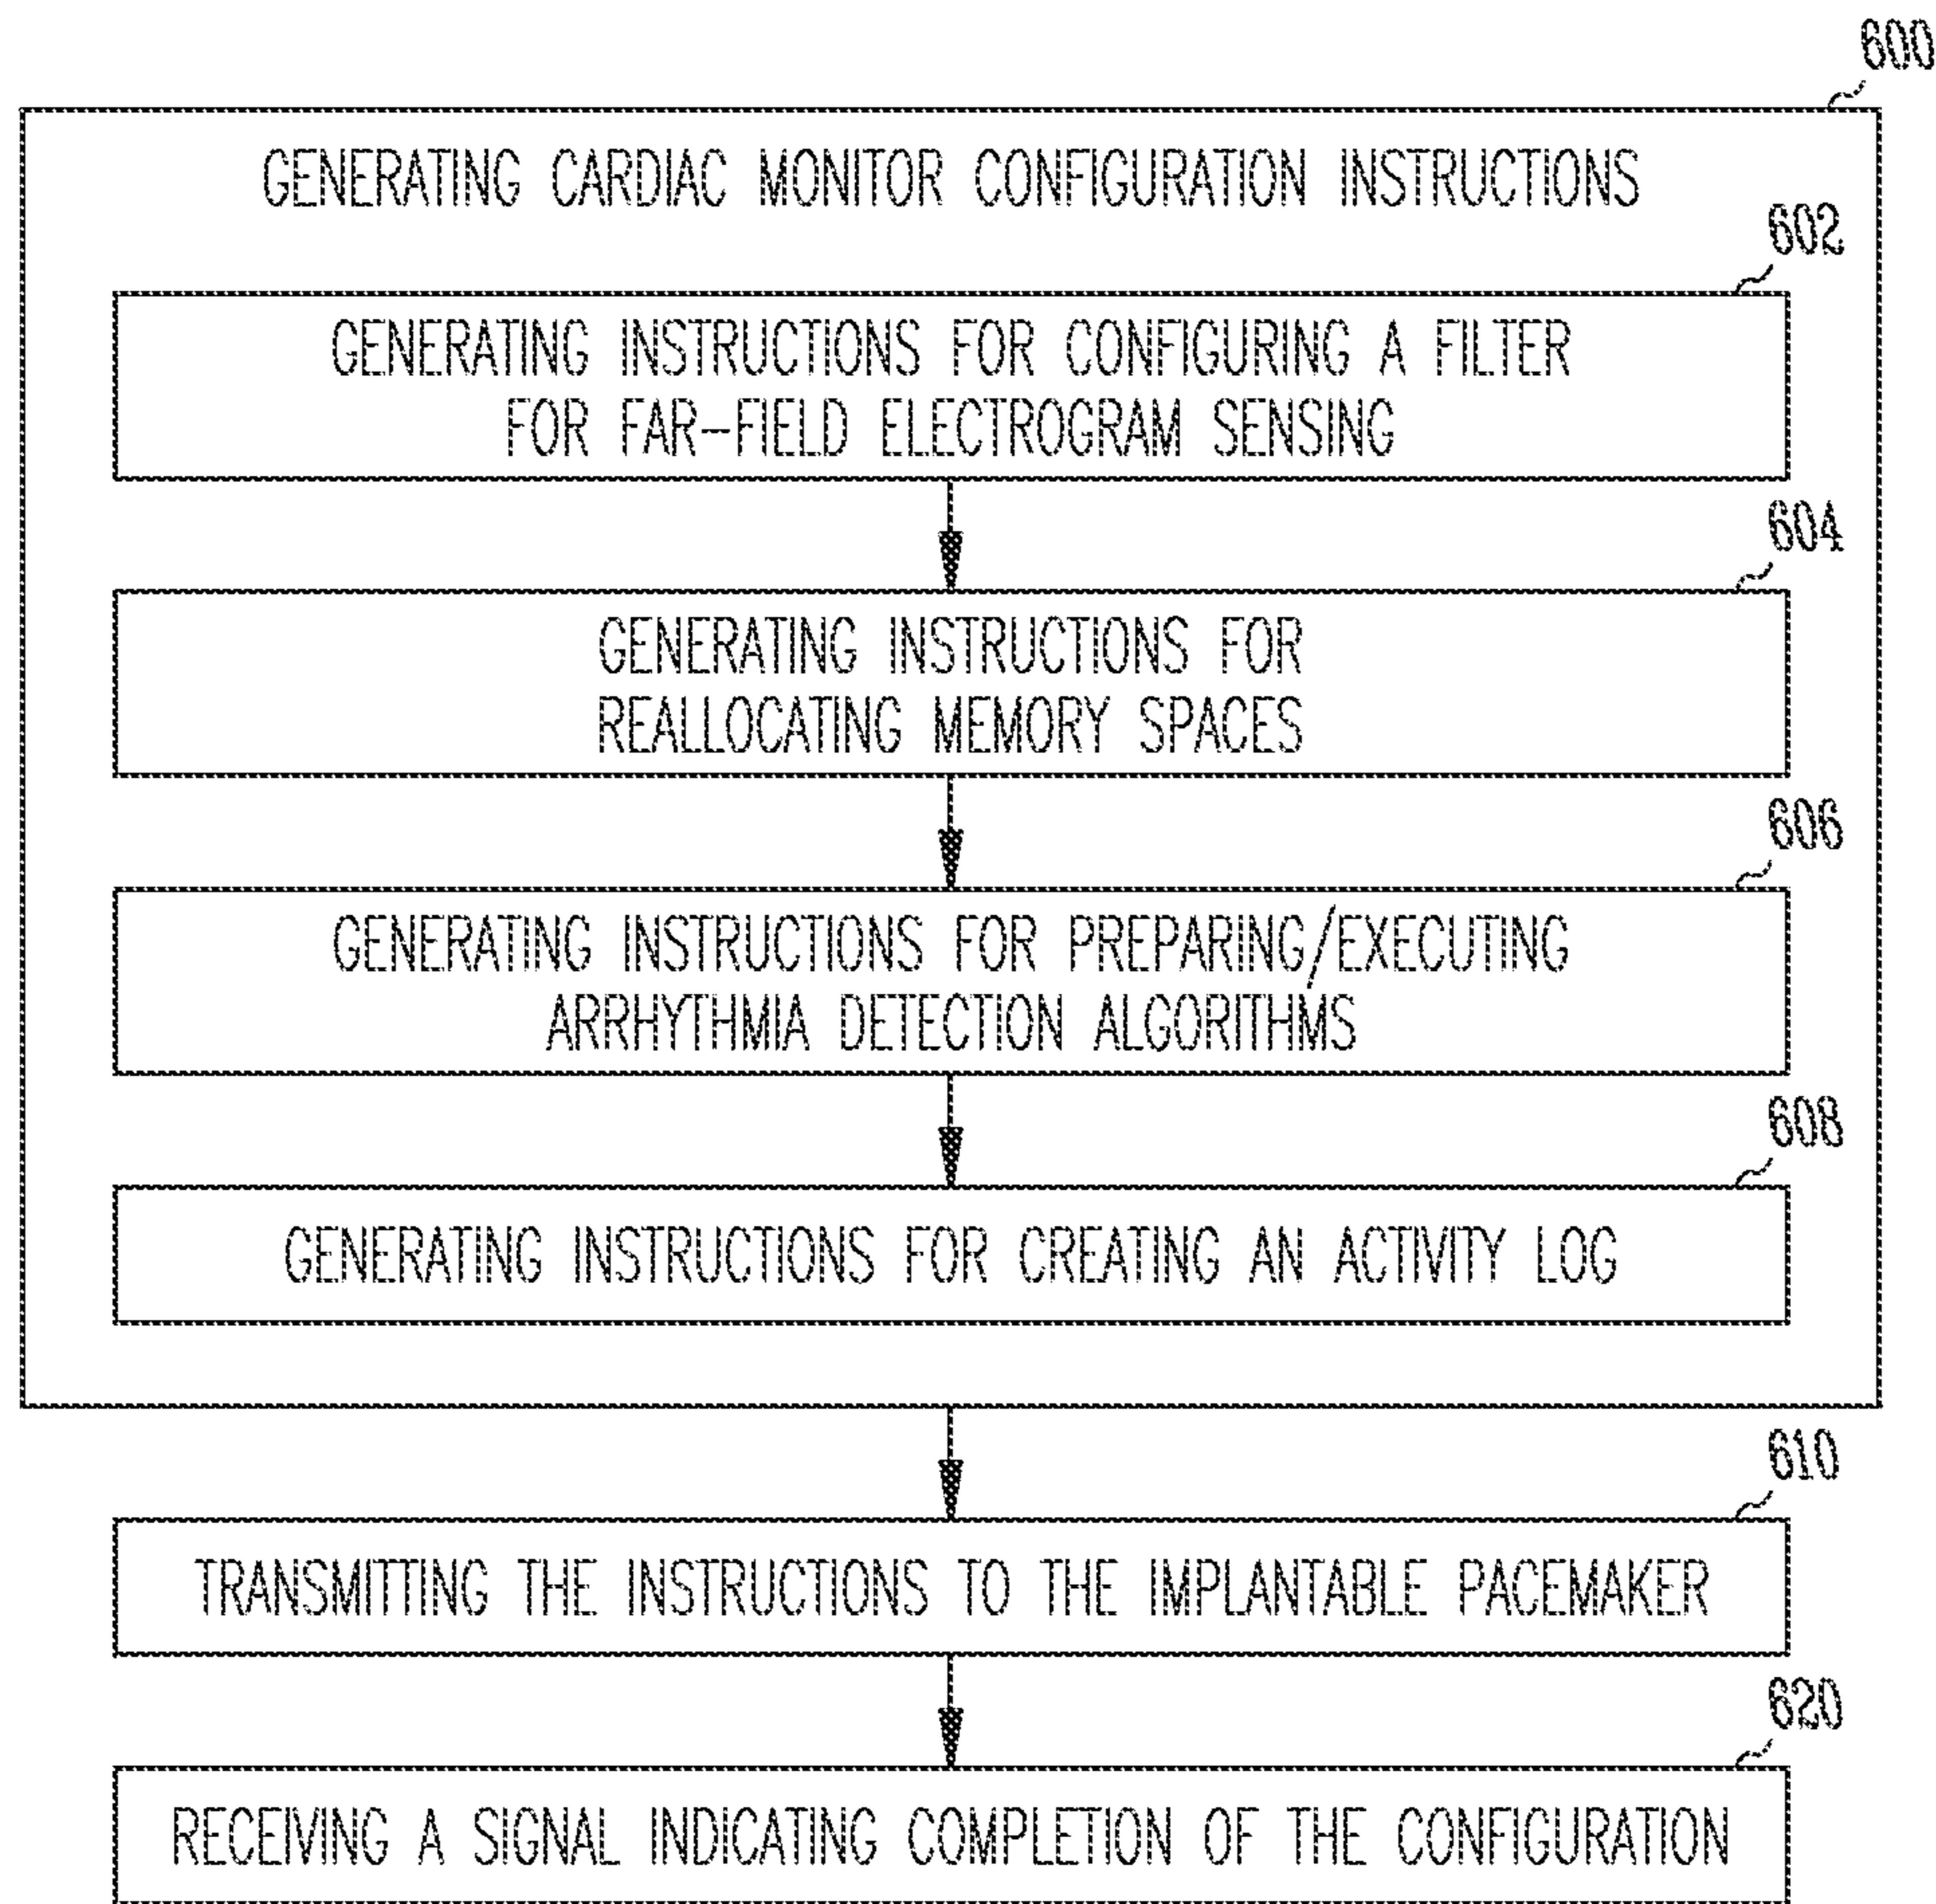 600
GENERATING CARDIAC MONITOR CONFIGURATION INSTRUCTIONS
602
GENERATING INSTRUCTIONS FOR CONFIGURING A FILTER
FOR FAR-FIELD ELECTROGRAM SENSING
604
GENERATING INSTRUCTIONS FOR
REALLOCATING MEMORY SPACES
606
GENERATING INSTRUCTIONS FOR PREPARING/EXECUTING
ARRHYTHMIA DETECTION ALGORITHMS
608
GENERATING INSTRUCTIONS FOR CREATING AN ACTIVITY LOG
610
TRANSMITTING THE INSTRUCTIONS TO THE IMPLANTABLE PACEMAKER
620
RECEIVING A SIGNAL INDICATING COMPLETION OF THE CONFIGURATION